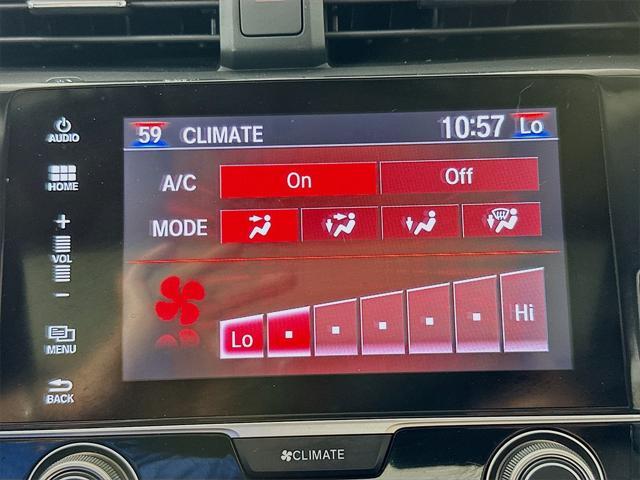 AUDIO
HOME
+
VOL
–
MENU
BACK
59 CLIMATE 10:57 Lo
A/C On Off
MODE
Lo Hi
CLIMATE